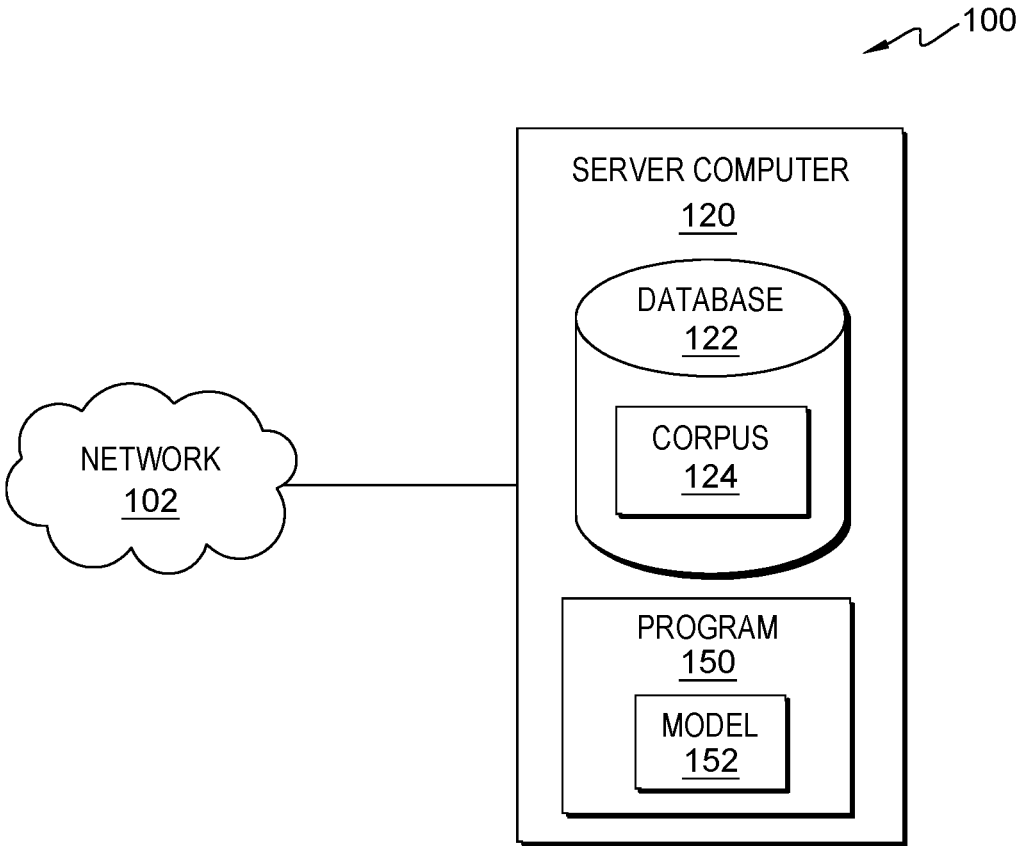 100
SERVER COMPUTER
120
DATABASE
122
CORPUS
124
NETWORK
102
PROGRAM
150
MODEL
152